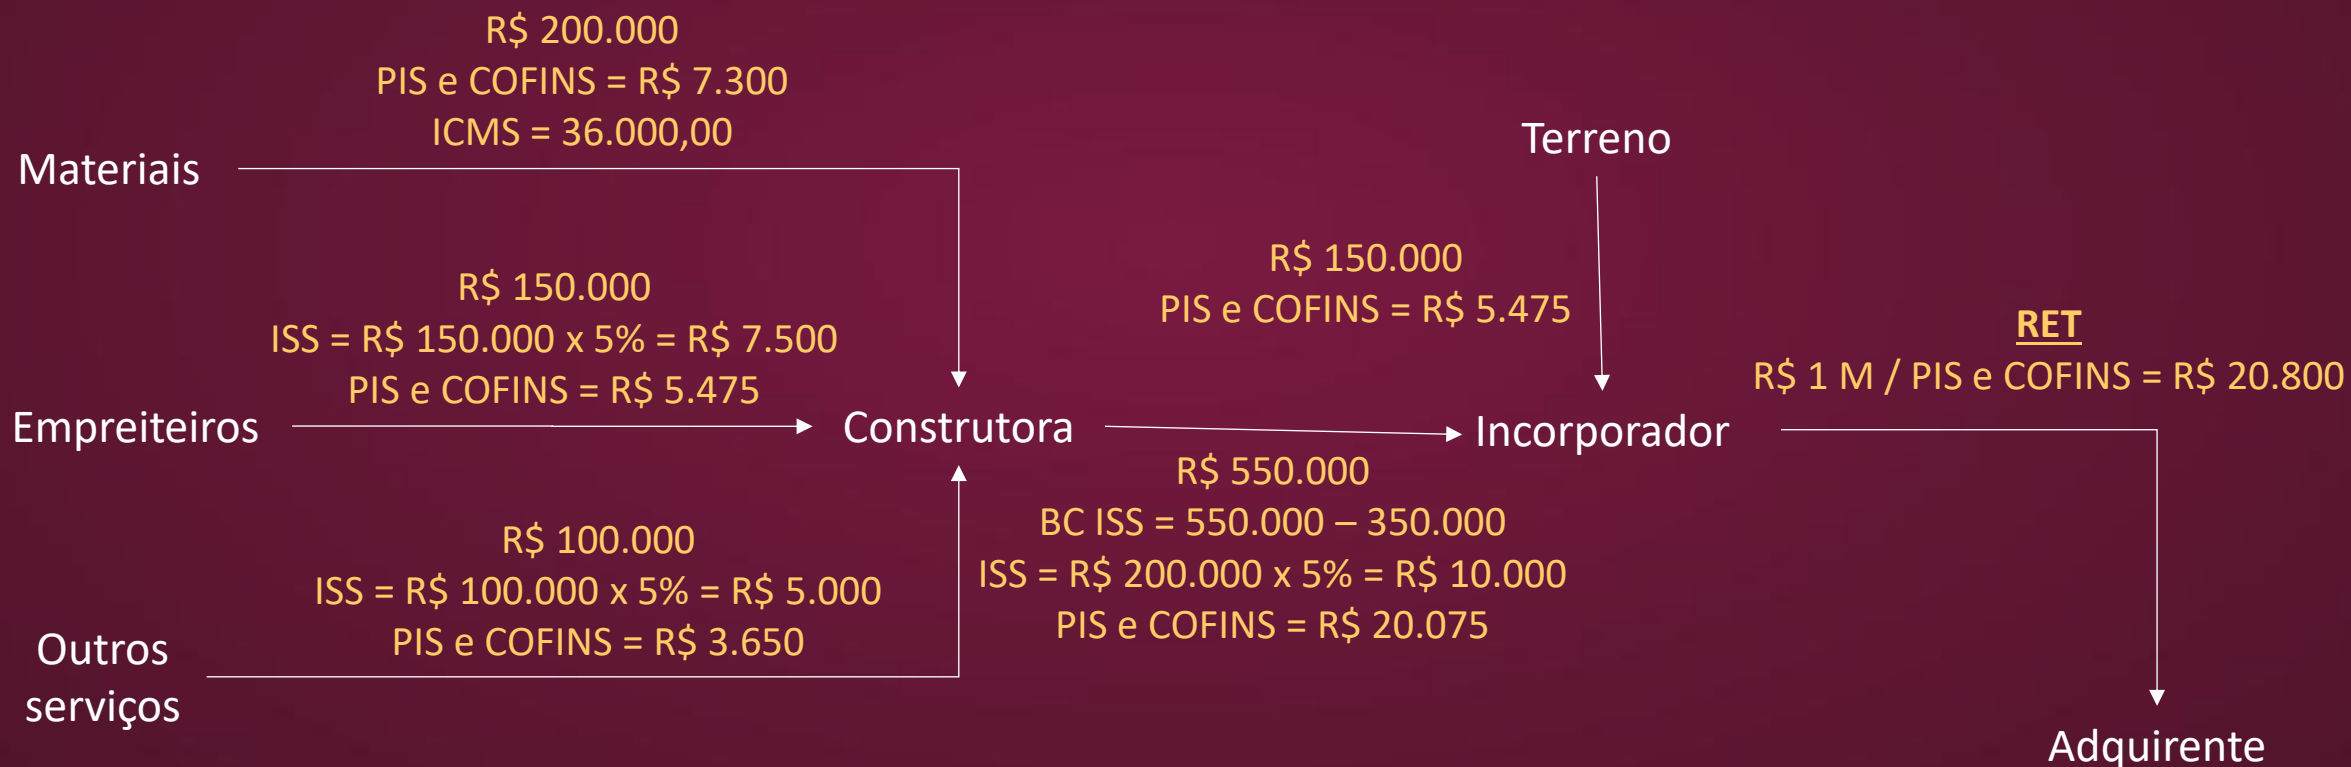 R$ 200.000
PIS e COFINS = R$ 7.300
ICMS = 36.000,00
Materiais
Terreno
R$ 150.000
ISS = R$ 150.000 x 5% = R$ 7.500
PIS e COFINS = R$ 5.475
Empreiteiros
Construtora
R$ 150.000
PIS e COFINS = R$ 5.475
RET
R$ 1 M / PIS e COFINS = R$ 20.800
Incorporador
R$ 550.000
BC ISS = 550.000 – 350.000
ISS = R$ 200.000 x 5% = R$ 10.000
PIS e COFINS = R$ 20.075
R$ 100.000
ISS = R$ 100.000 x 5% = R$ 5.000
PIS e COFINS = R$ 3.650
Outros
serviços
Adquirente